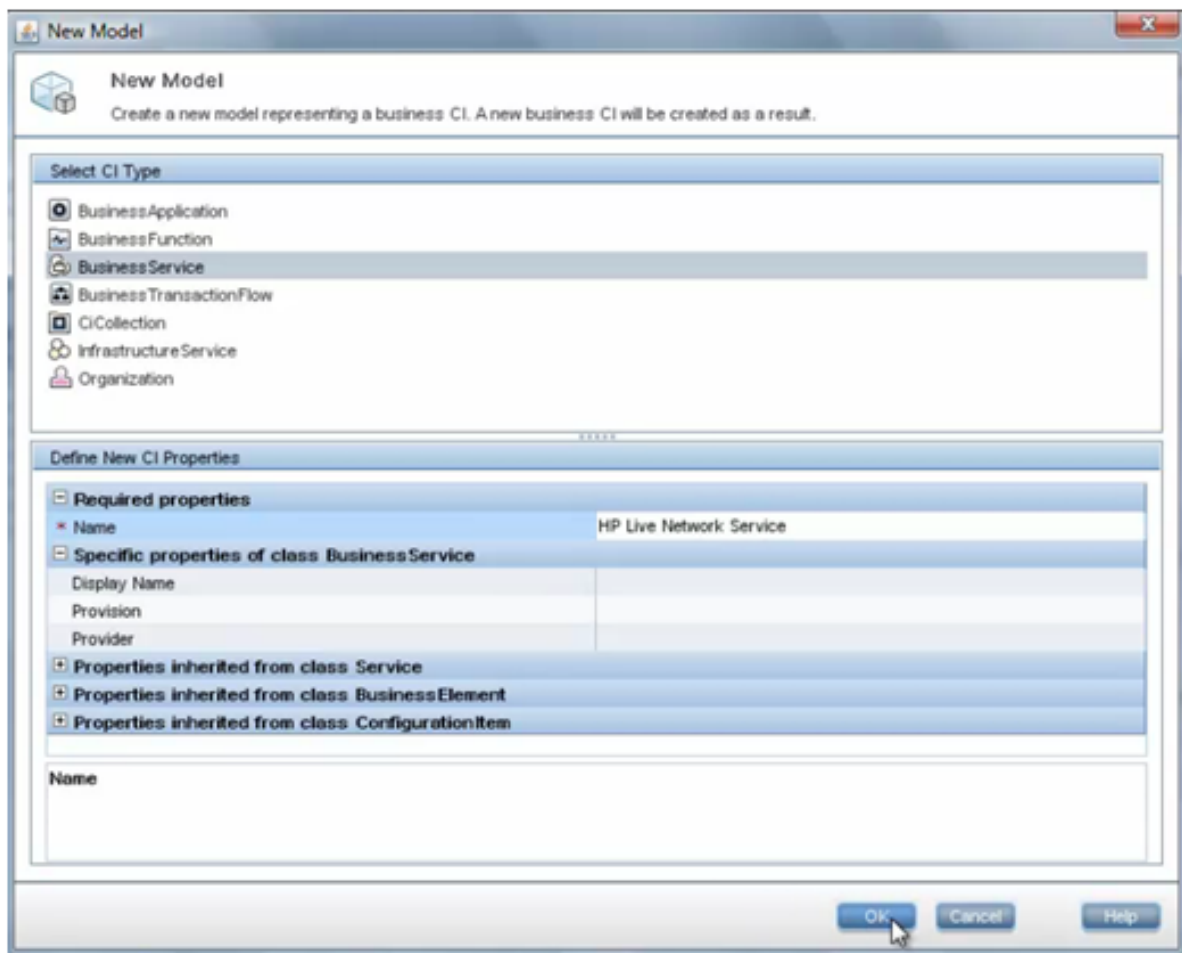 New Model
New Model
Create a new model representing a business CI. A new business CI will be created as a result.
Select CI Type
BusinessApplication
BusinessFunction
BusinessService
BusinessTransactionFlow
CiCollection
InfrastructureService
Organization
Define New CI Properties
Required properties
* Name HP Live Network Service
Specific properties of class BusinessService
Display Name
Provision
Provider
Properties inherited from class Service
Properties inherited from class BusinessElement
Properties inherited from class ConfigurationItem
Name
OK Cancel Help